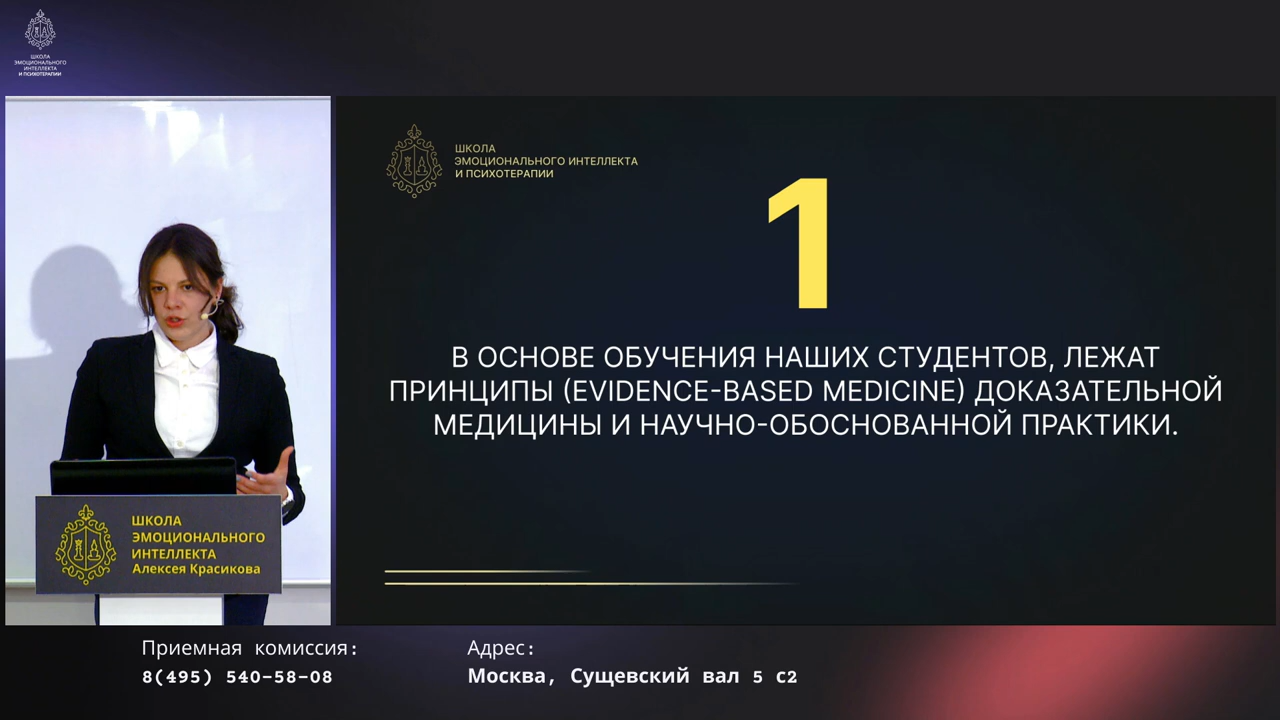 ШКОЛА
ЭМОЦИОНАЛЬНОГО
ИНТЕЛЛЕКТА
И ПСИХОТЕРАПИИ
ШКОЛА
ЭМОЦИОНАЛЬНОГО ИНТЕЛЛЕКТА
И ПСИХОТЕРАПИИ
1
В ОСНОВЕ ОБУЧЕНИЯ НАШИХ СТУДЕНТОВ, ЛЕЖАТ
ПРИНЦИПЫ (EVIDENCE-BASED MEDICINE) ДОКАЗАТЕЛЬНОЙ
МЕДИЦИНЫ И НАУЧНО-ОБОСНОВАННОЙ ПРАКТИКИ.
ШКОЛА
ЭМОЦИОНАЛЬНОГО
ИНТЕЛЛЕКТА
Алексея Красикова
Приемная комиссия:
8(495) 540-58-08
Адрес:
Москва, Сущевский вал 5 с2